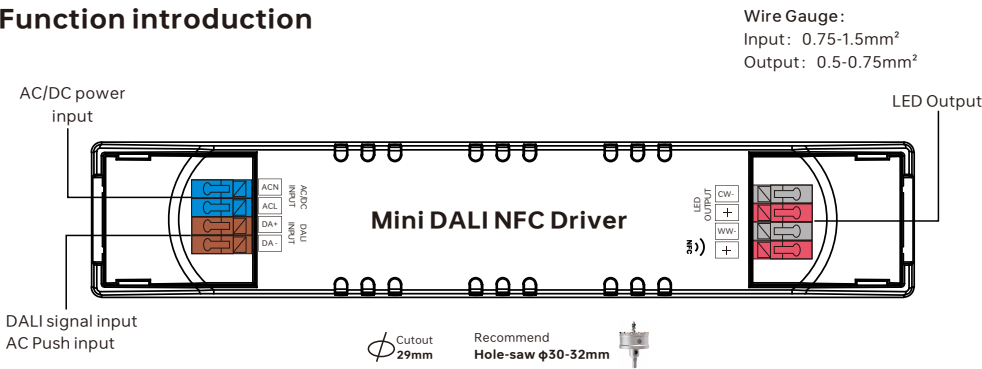 Function introduction
Wire Gauge:
Input: 0.75-1.5mm²
Output: 0.5-0.75mm²
AC/DC power
input
LED Output
ACN
ACL
DA+
DA-
AC/DC
INPUT
DALI
INPUT
Mini DALI NFC Driver
LED
OUTPUT
CW-
+
WW-
+
NFC
DALI signal input
AC Push input
Cutout
29mm
Recommend
Hole-saw φ30-32mm